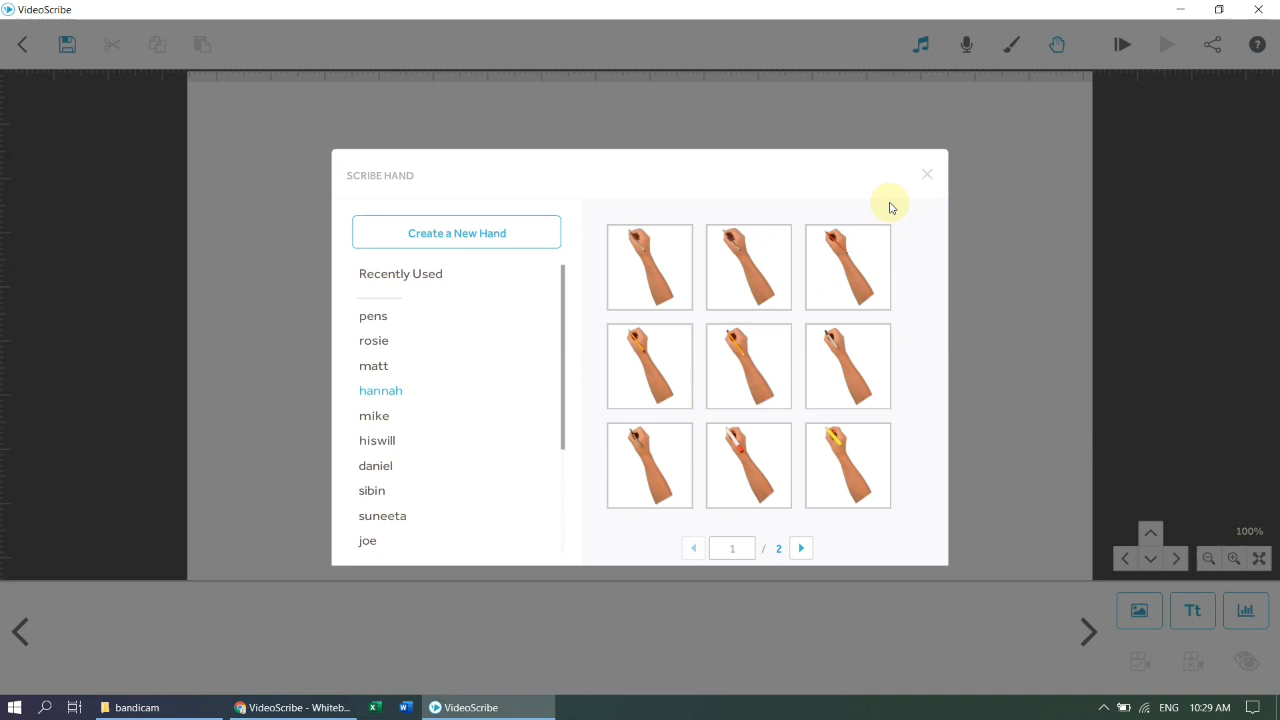 VideoScribe
SCRIBE HAND
Create a New Hand
Recently Used
pens
rosie
matt
hannah
mike
hiswill
daniel
sibin
suneeta
joe
1 / 2
100%
Tt
bandicam
VideoScribe - Whiteb...
VideoScribe
ENG
10:29 AM